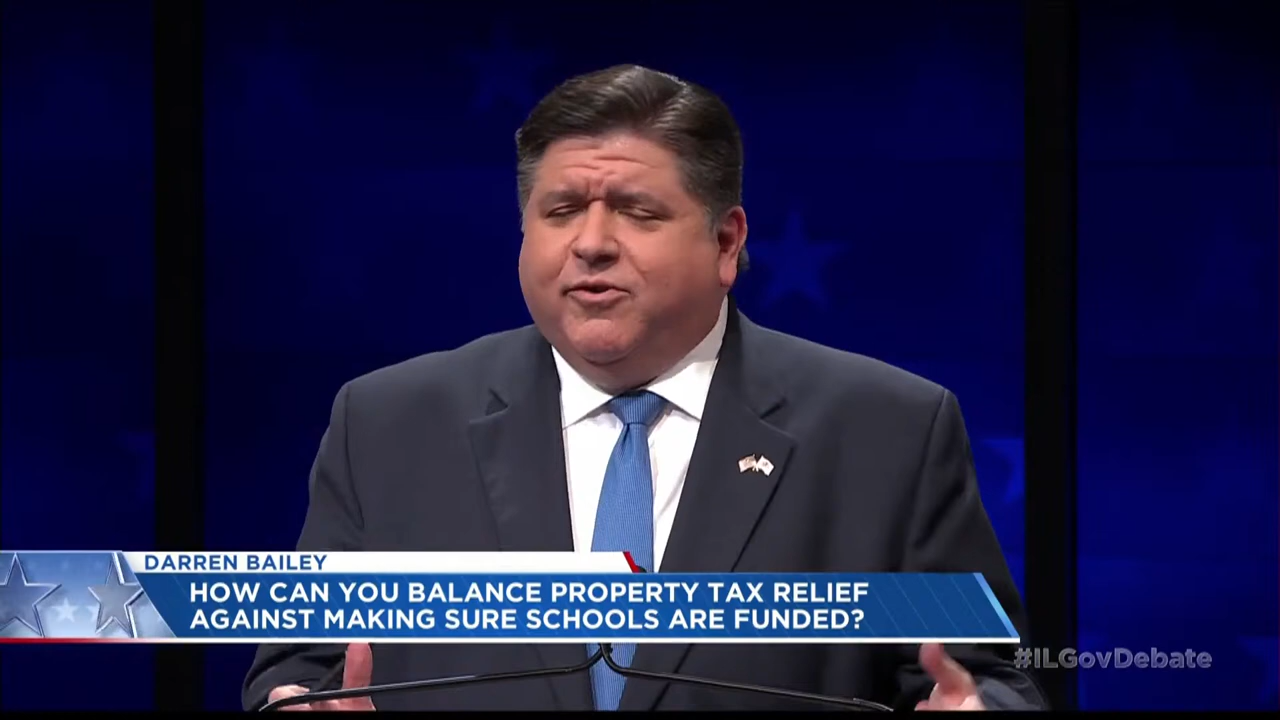 DARREN BAILEY
HOW CAN YOU BALANCE PROPERTY TAX RELIEF
AGAINST MAKING SURE SCHOOLS ARE FUNDED?
#ILGovDebate